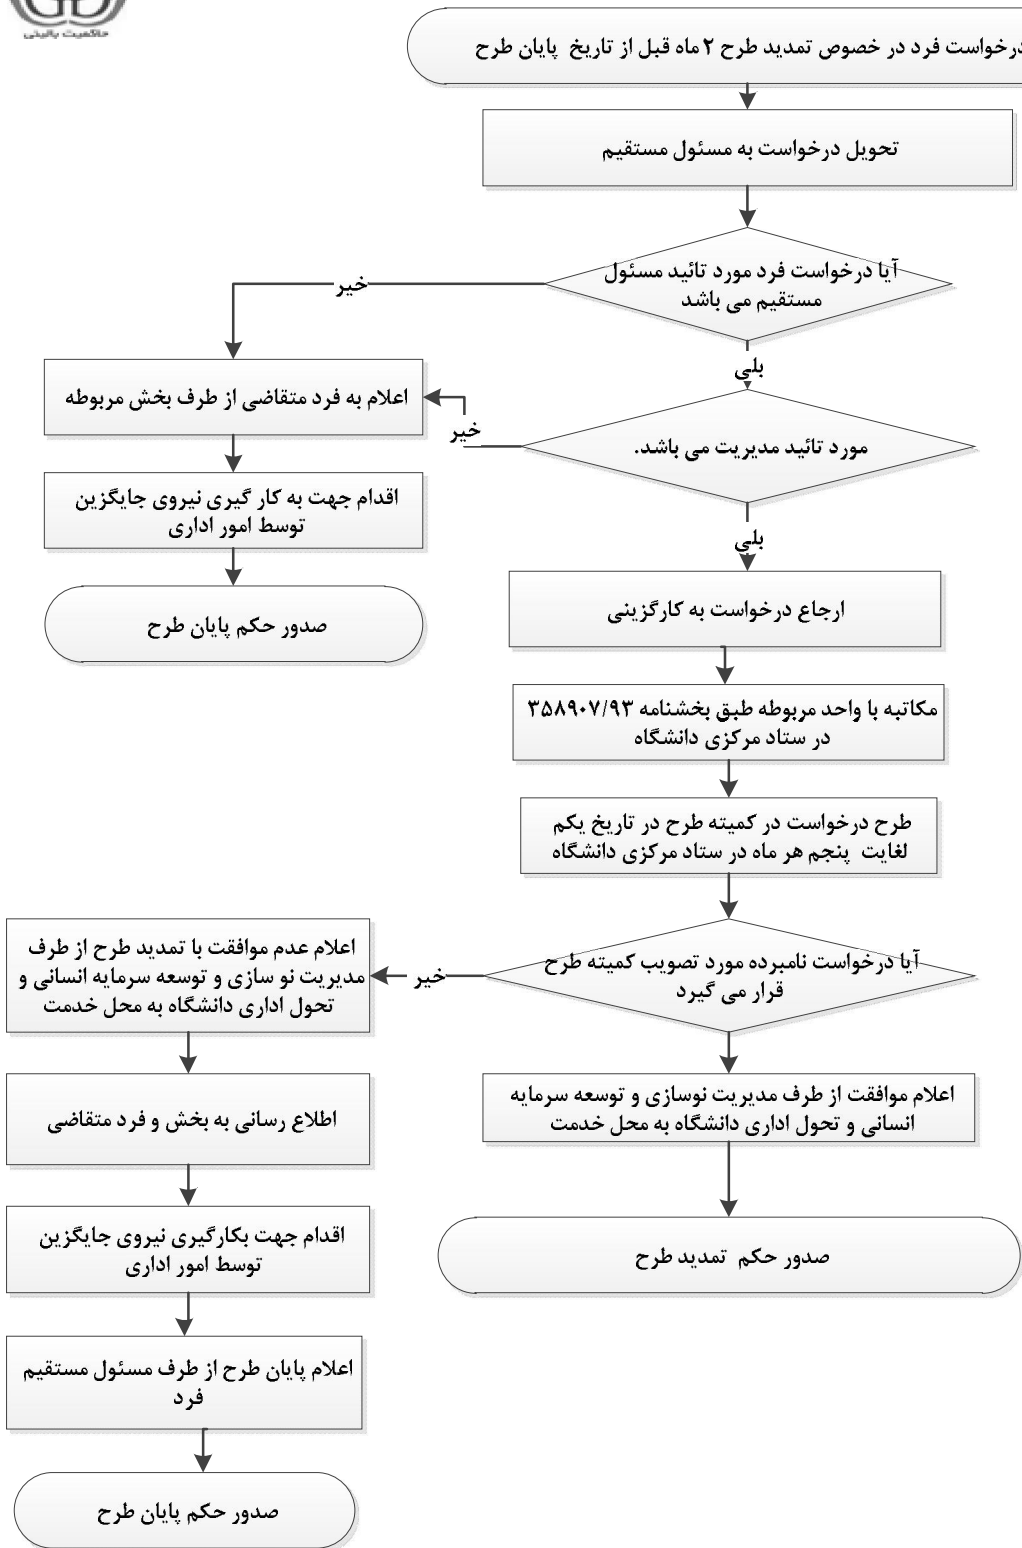 حاکمیت بالینی
درخواست فرد در خصوص تمدید طرح ۲ ماه قبل از تاریخ پایان طرح
تحویل درخواست به مسئول مستقیم
آیا درخواست فرد مورد تائید مسئول
مستقیم می باشد
خیر
بلی
اعلام به فرد متقاضی از طرف بخش مربوطه
مورد تائید مدیریت می باشد.
خیر
اقدام جهت به کار گیری نیروی جایگزین
توسط امور اداری
بلی
ارجاع درخواست به کارگزینی
صدور حکم پایان طرح
مکاتبه با واحد مربوطه طبق بخشنامه ۳۵۸۹۰۷/۹۳
در ستاد مرکزی دانشگاه
طرح درخواست در کمیته طرح در تاریخ یکم
لغایت پنجم هر ماه در ستاد مرکزی دانشگاه
آیا درخواست نامبرده مورد تصویب کمیته طرح
قرار می گیرد
خیر
اعلام عدم موافقت با تمدید طرح از طرف
مدیریت نو سازی و توسعه سرمایه انسانی و
تحول اداری دانشگاه به محل خدمت
اعلام موافقت از طرف مدیریت نوسازی و توسعه سرمایه
انسانی و تحول اداری دانشگاه به محل خدمت
اطلاع رسانی به بخش و فرد متقاضی
اقدام جهت بکارگیری نیروی جایگزین
توسط امور اداری
صدور حکم تمدید طرح
اعلام پایان طرح از طرف مسئول مستقیم
فرد
صدور حکم پایان طرح